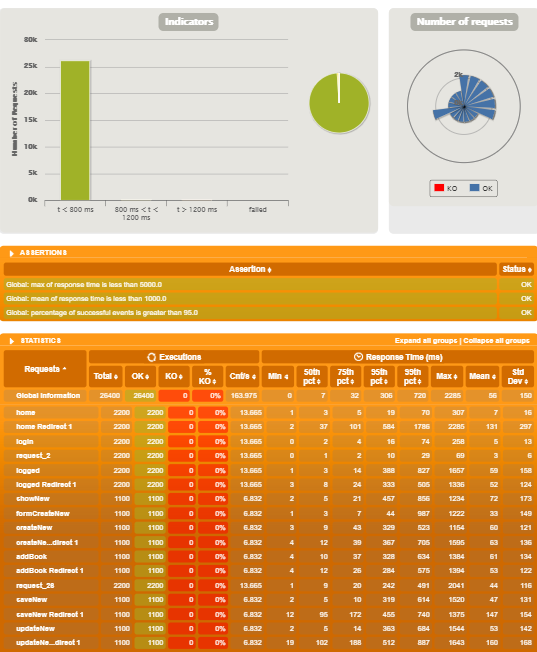 Indicators
Number of requests
30k
25k
20k
15k
10k
5k
0k
Number of Requests
t < 800 ms
800 ms < t < 1200 ms
t > 1200 ms
failed
2k
KO OK
ASSERTIONS
Assertion Status
Global: max of response time is less than 5000.0 OK
Global: mean of response time is less than 1000.0 OK
Global: percentage of successful events is greater than 95.0 OK
STATISTICS Expand all groups | Collapse all groups
Requests Executions Response Time (ms)
Total OK KO % KO Cnt/s Min 50th pct 75th pct 95th pct 99th pct Max Mean Std Dev
Global Information 26400 26400 0 0% 163.975 0 7 32 306 720 2285 56 150
home 2200 2200 0 0% 13.665 1 3 5 19 70 307 7 16
home Redirect 1 2200 2200 0 0% 13.665 2 37 101 584 1786 2285 131 297
login 2200 2200 0 0% 13.665 0 2 4 16 74 258 5 13
request_2 2200 2200 0 0% 13.665 0 1 2 10 29 69 3 6
logged 2200 2200 0 0% 13.665 1 3 14 388 827 1657 59 158
logged Redirect 1 2200 2200 0 0% 13.665 3 8 24 333 505 1336 52 124
showNew 1100 1100 0 0% 6.832 2 5 21 457 856 1234 72 173
formCreateNew 1100 1100 0 0% 6.832 1 3 7 44 987 1222 33 149
createNew 1100 1100 0 0% 6.832 3 9 43 329 523 1154 60 121
createNe...direct 1 1100 1100 0 0% 6.832 4 12 39 367 705 1595 63 136
addBook 1100 1100 0 0% 6.832 4 10 37 328 634 1384 61 134
addBook Redirect 1 1100 1100 0 0% 6.832 4 12 26 284 575 1394 53 122
request_26 2200 2200 0 0% 13.665 1 9 20 242 491 2041 44 116
saveNew 1100 1100 0 0% 6.832 2 5 10 319 614 1520 47 131
saveNew Redirect 1 1100 1100 0 0% 6.832 12 95 172 455 740 1375 147 154
updateNew 1100 1100 0 0% 6.832 2 5 14 363 684 1544 53 142
updateNe...direct 1 1100 1100 0 0% 6.832 19 102 188 512 887 1643 160 168